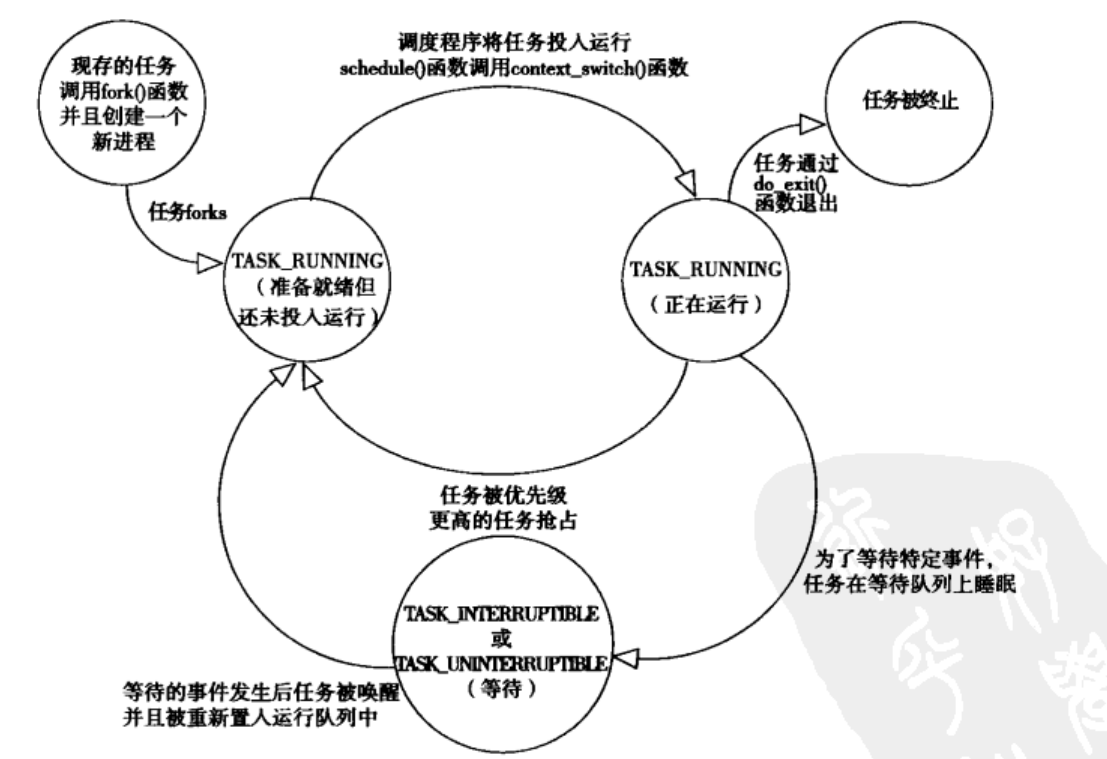 现存的任务
调用fork()函数
并且创建一个
新进程
任务forks
调度程序将任务投入运行
schedule()函数调用context_switch()函数
TASK_RUNNING
（准备就绪但
还未投入运行）
TASK_RUNNING
（正在运行）
任务通过
do_exit()
函数退出
任务被终止
任务被优先级
更高的任务抢占
为了等待特定事件，
任务在等待队列上睡眠
TASK_INTERRUPTIBLE
或
TASK_UNINTERRUPTIBLE
（等待）
等待的事件发生后任务被唤醒
并且被重新置入运行队列中